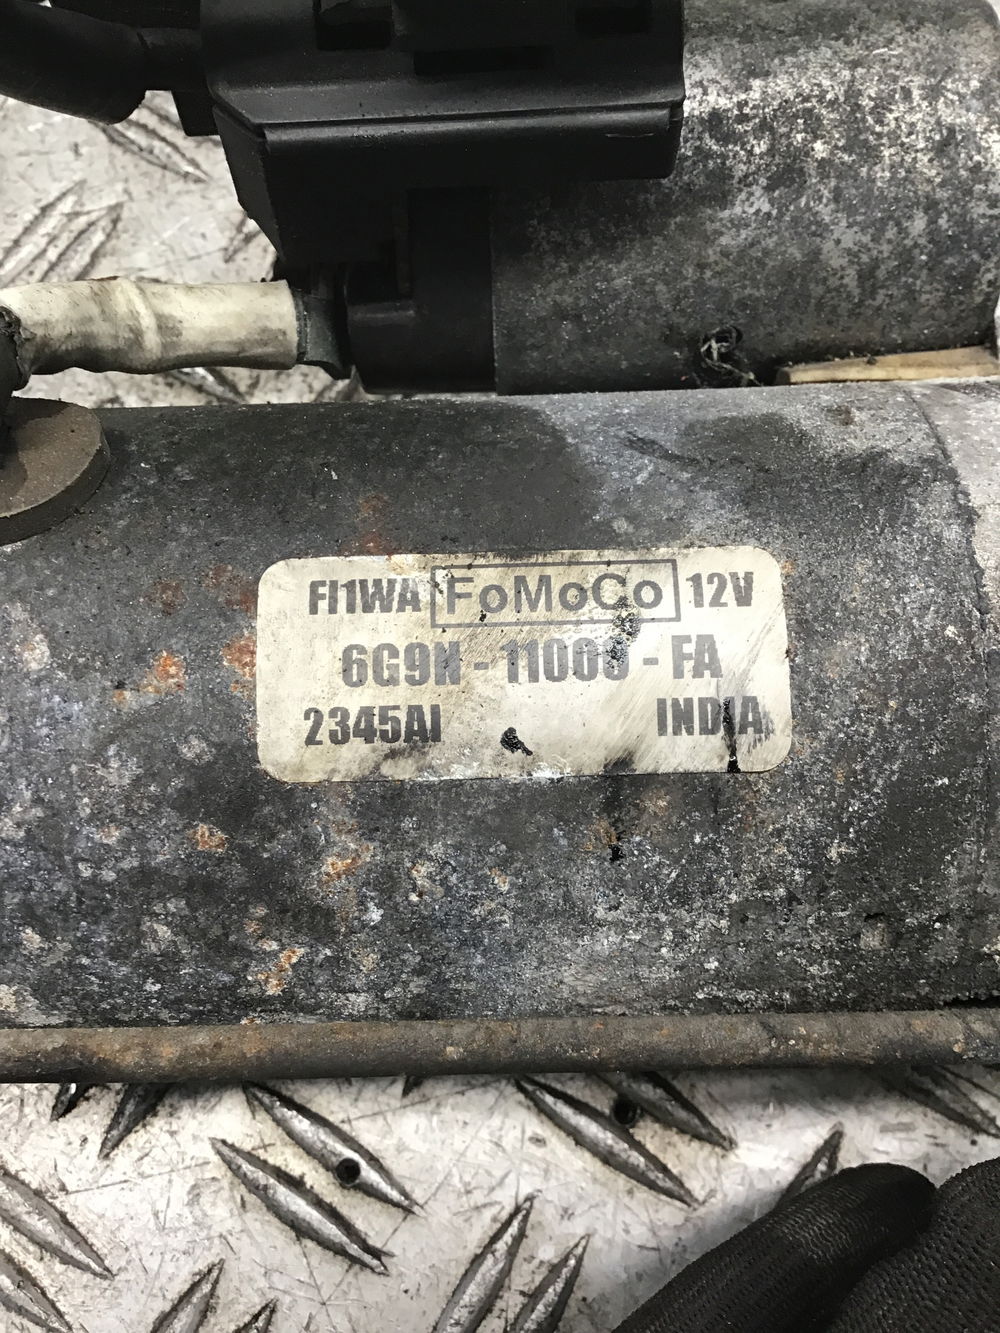 FI1WA FoMoCo 12V
6G9N - 11000 - FA
2345AI INDIA